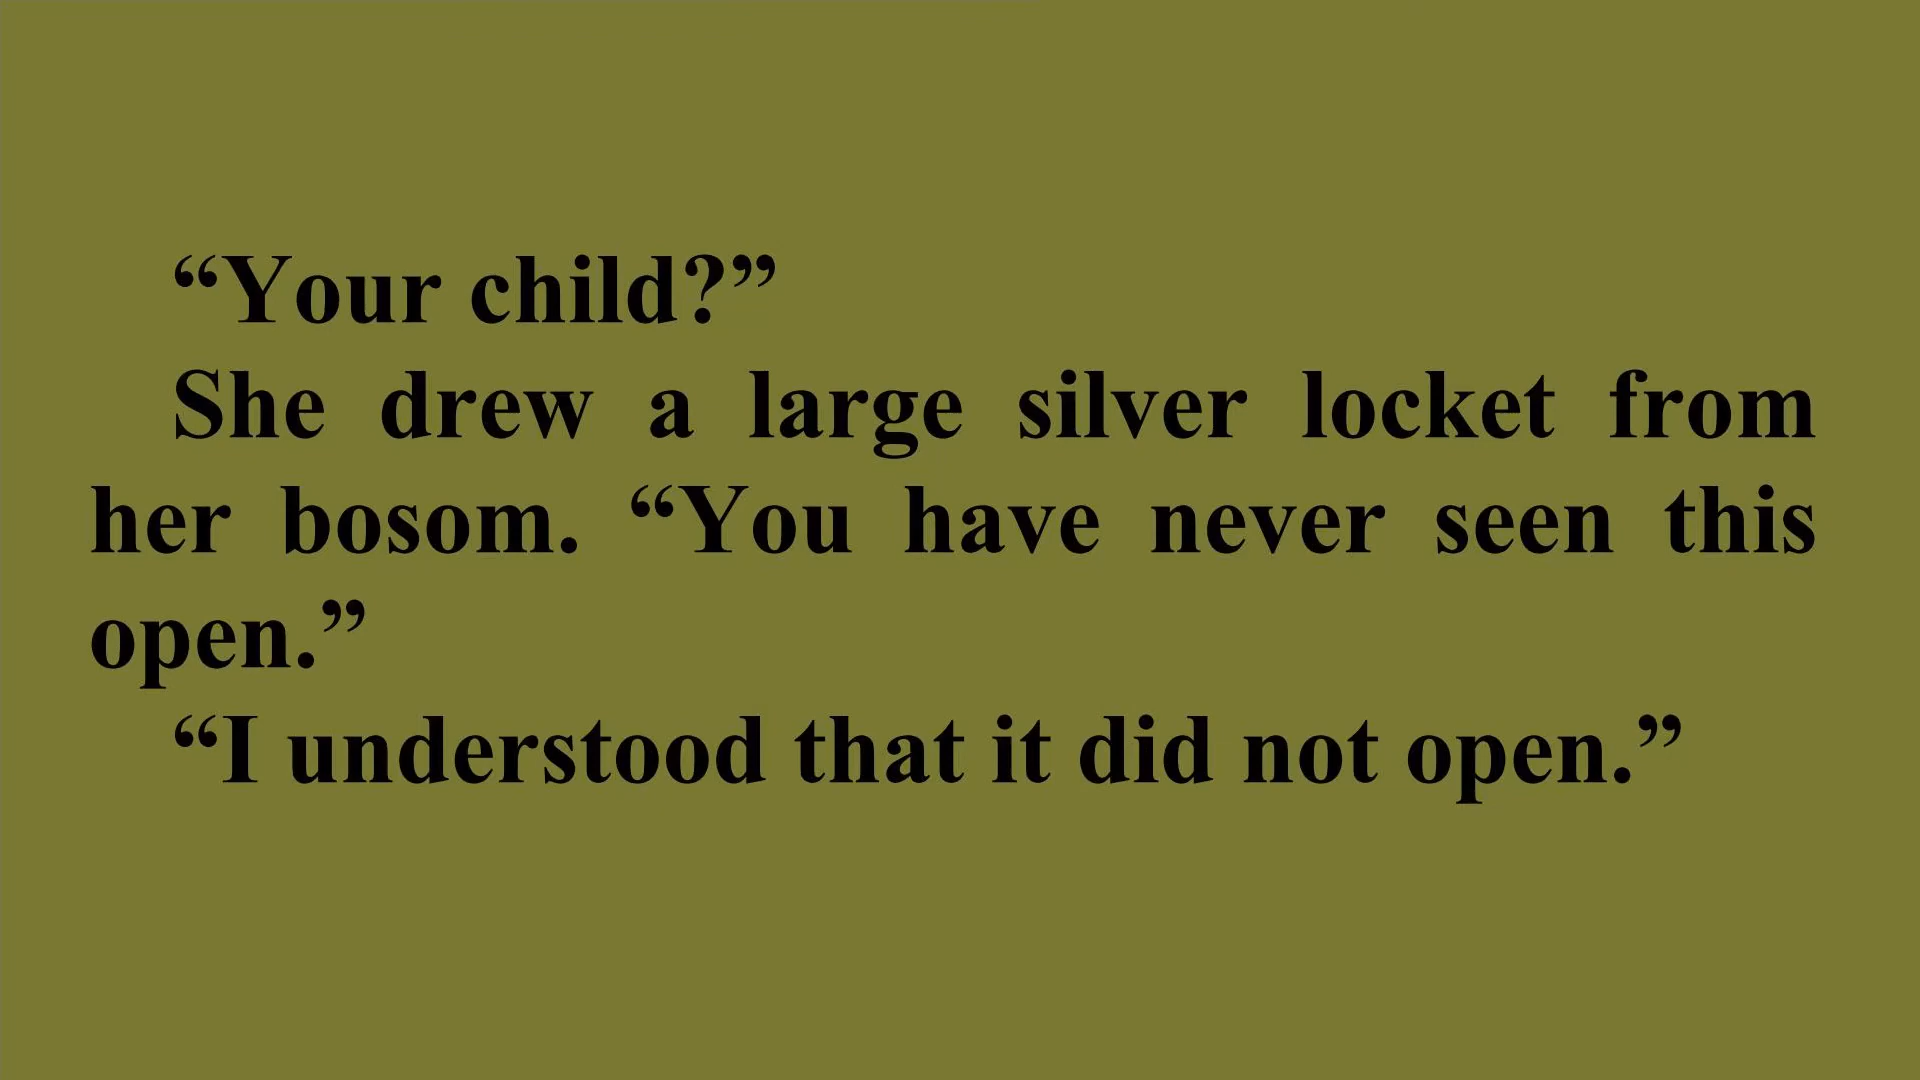 “Your child?”
She drew a large silver locket from
her bosom. “You have never seen this
open.”
“I understood that it did not open.”